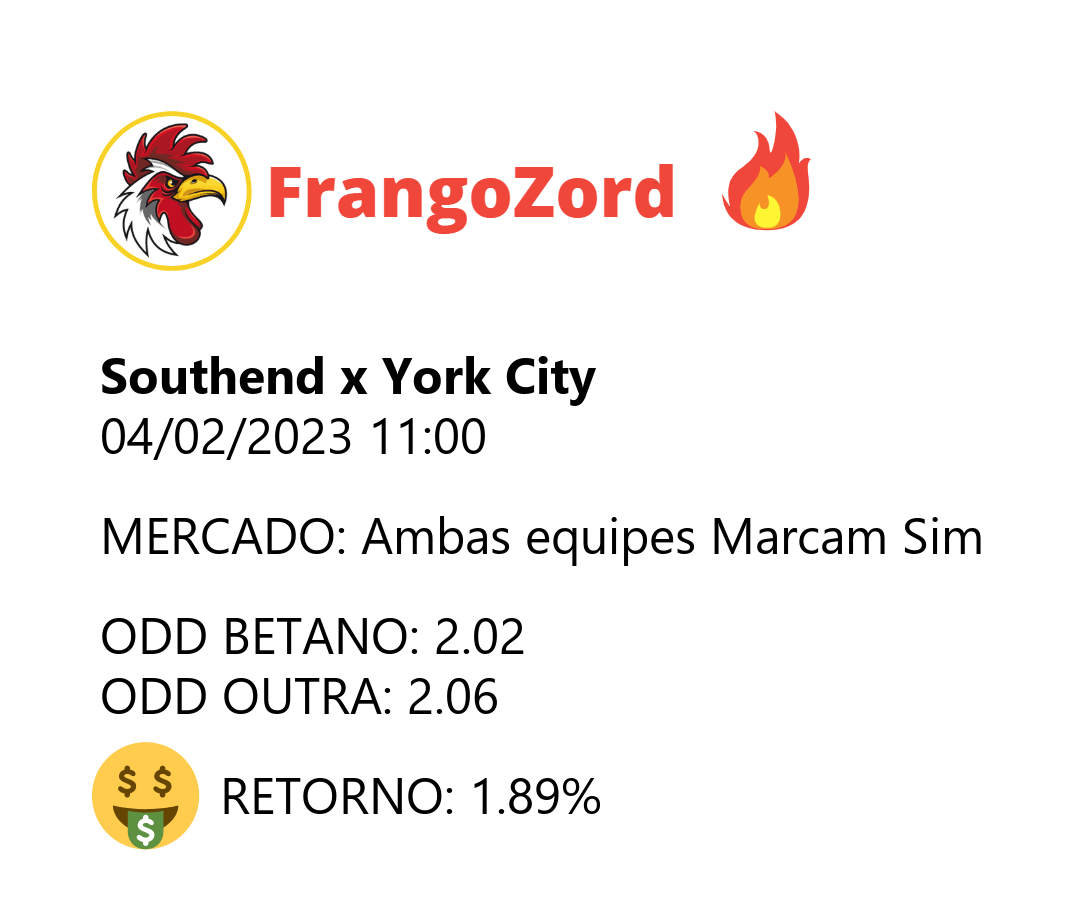 FrangoZord
Southend x York City
04/02/2023 11:00
MERCADO: Ambas equipes Marcam Sim
ODD BETANO: 2.02
ODD OUTRA: 2.06
RETORNO: 1.89%